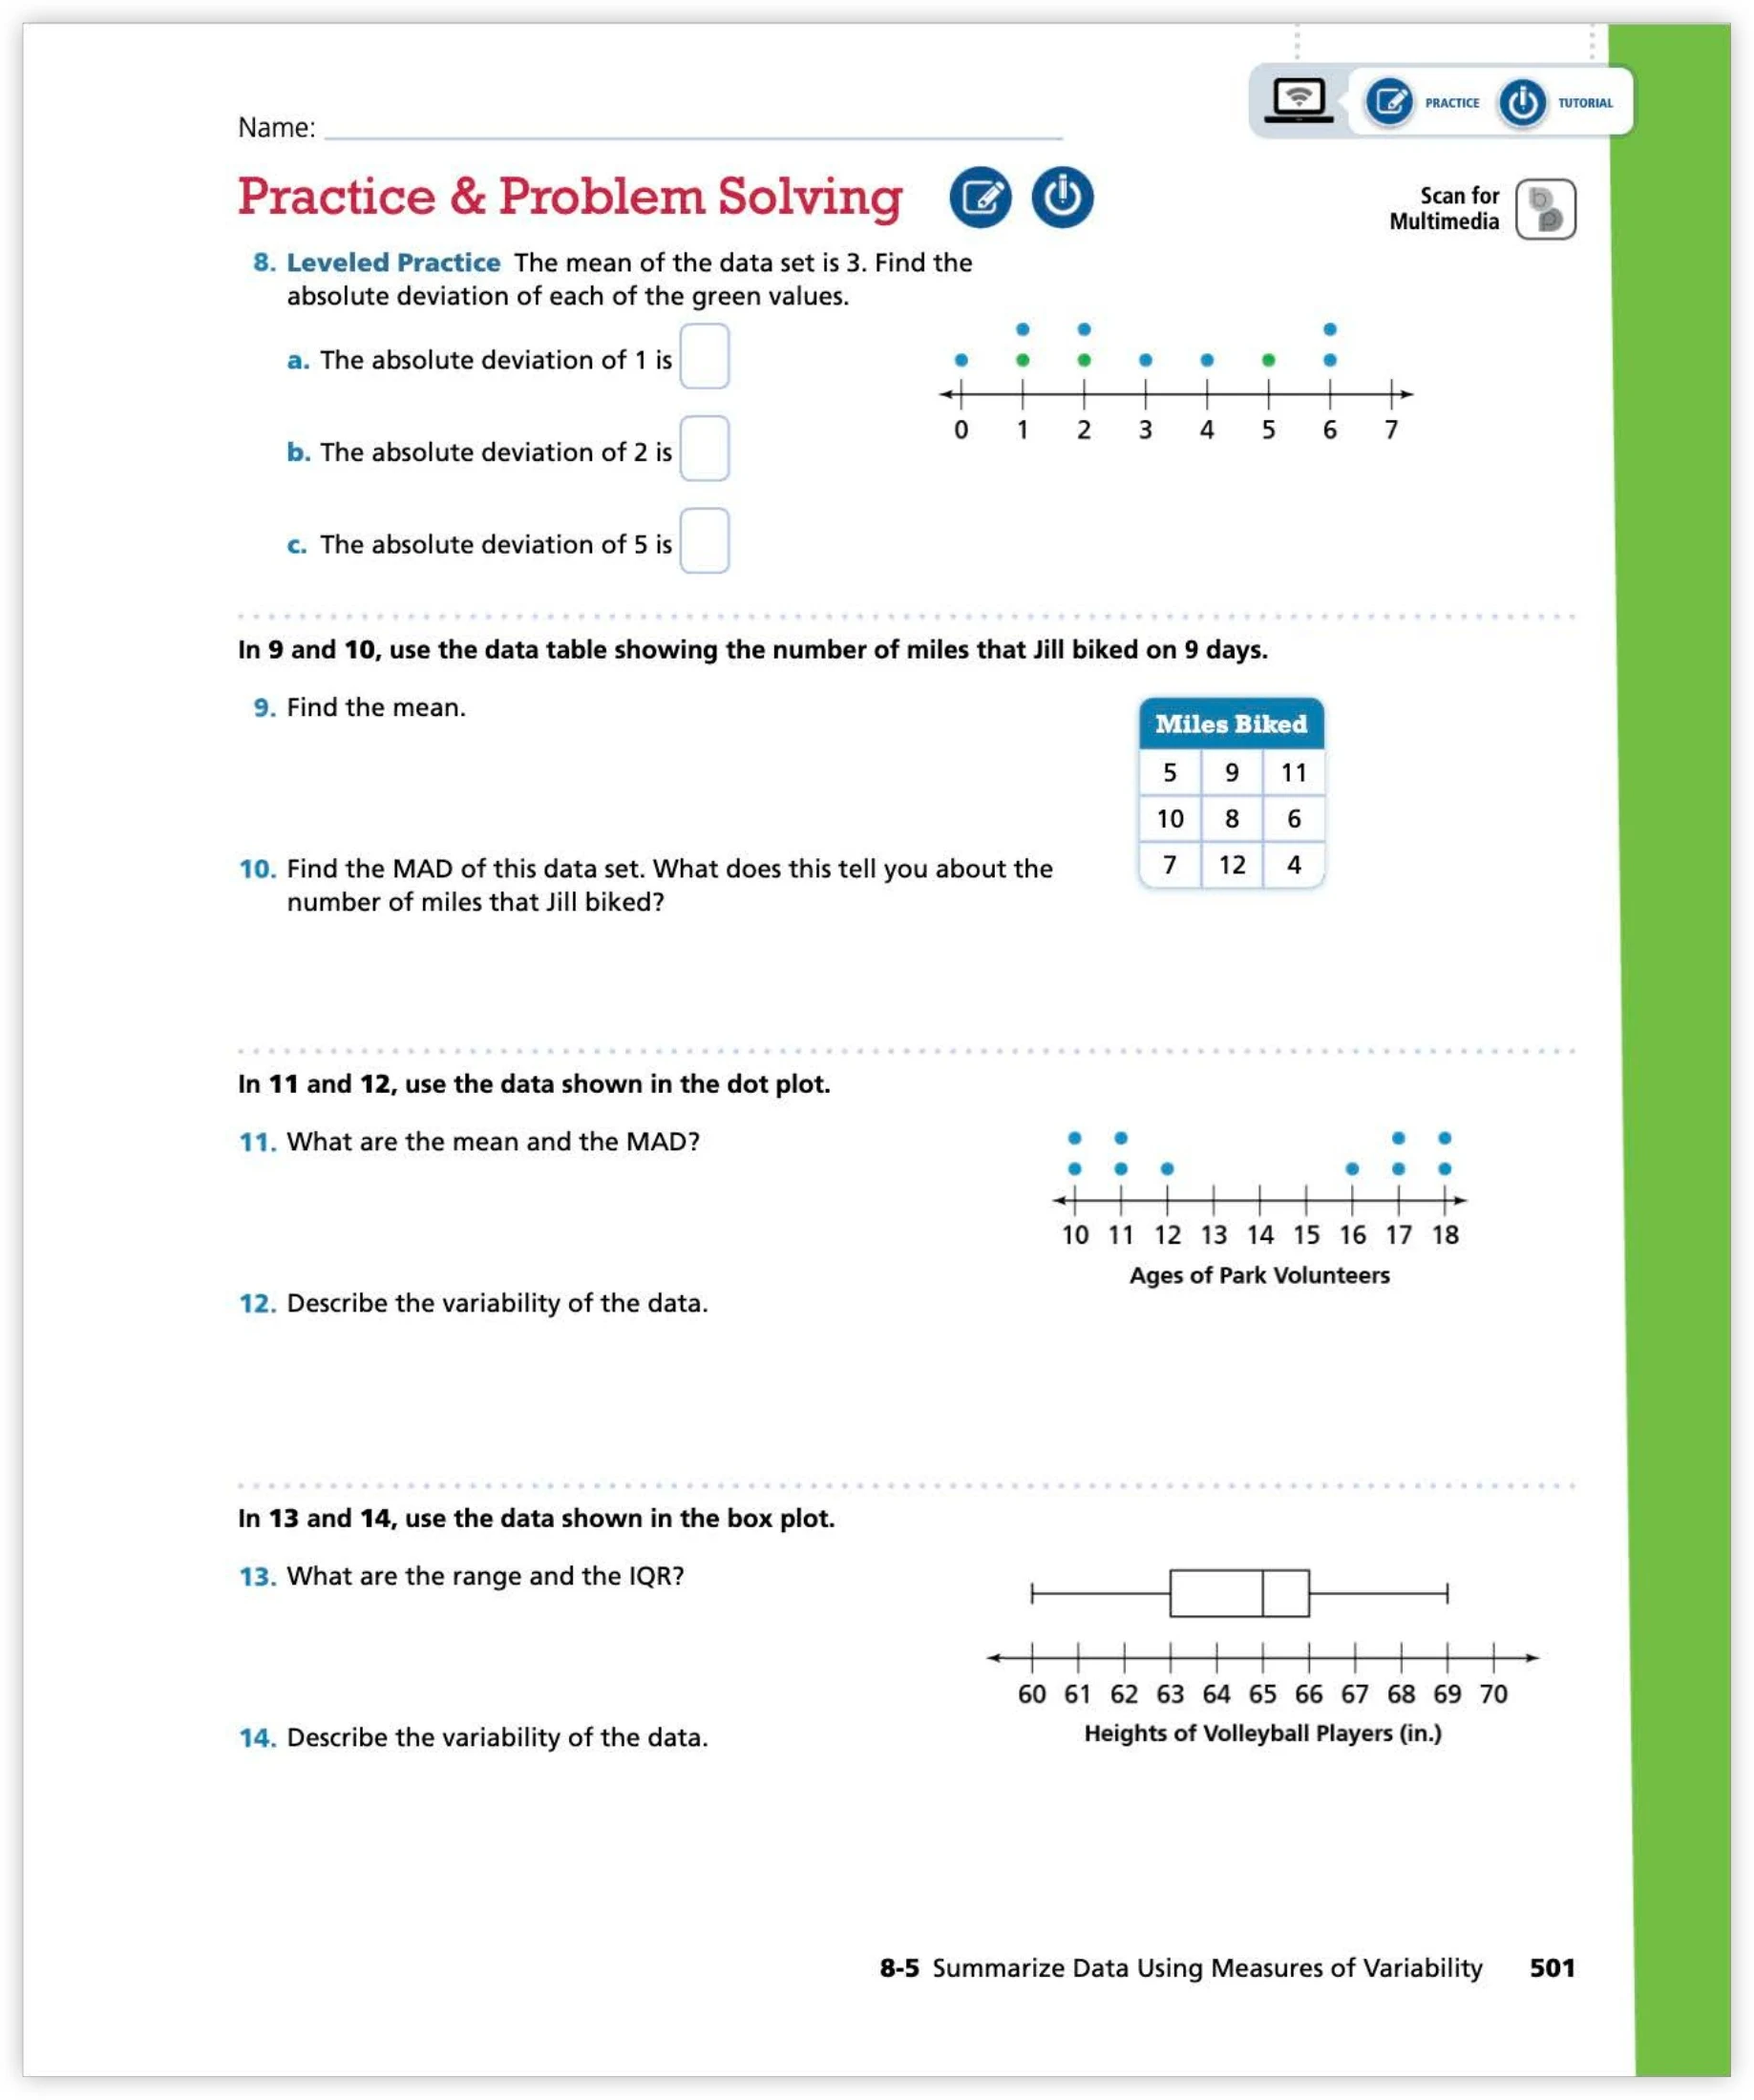 PRACTICE TUTORIAL
Name:
Practice & Problem Solving
Scan for
Multimedia
8. Leveled Practice The mean of the data set is 3. Find the
absolute deviation of each of the green values.
a. The absolute deviation of 1 is
b. The absolute deviation of 2 is
c. The absolute deviation of 5 is
0 1 2 3 4 5 6 7
In 9 and 10, use the data table showing the number of miles that Jill biked on 9 days.
9. Find the mean.
Miles Biked
5 9 11
10 8 6
7 12 4
10. Find the MAD of this data set. What does this tell you about the
number of miles that Jill biked?
In 11 and 12, use the data shown in the dot plot.
11. What are the mean and the MAD?
10 11 12 13 14 15 16 17 18
Ages of Park Volunteers
12. Describe the variability of the data.
In 13 and 14, use the data shown in the box plot.
13. What are the range and the IQR?
60 61 62 63 64 65 66 67 68 69 70
Heights of Volleyball Players (in.)
14. Describe the variability of the data.
8-5 Summarize Data Using Measures of Variability 501